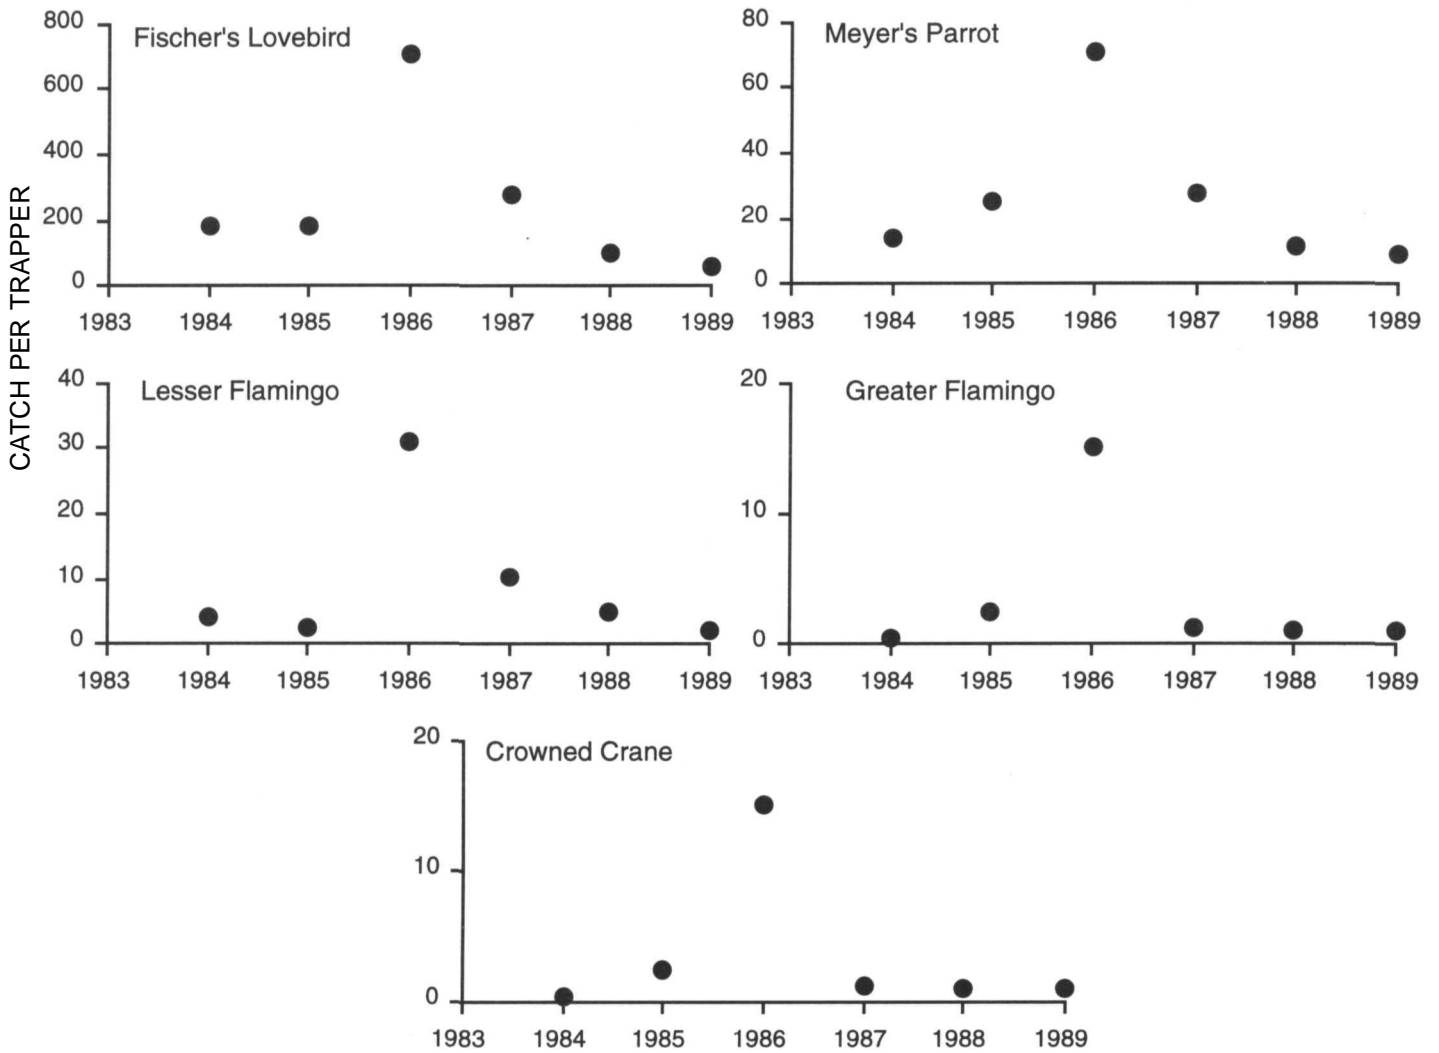 CATCH PER TRAPPER
Fischer's Lovebird
800
600
400
200
0
1983 1984 1985 1986 1987 1988 1989
Meyer's Parrot
80
60
40
20
0
1983 1984 1985 1986 1987 1988 1989
Lesser Flamingo
40
30
20
10
0
1983 1984 1985 1986 1987 1988 1989
Greater Flamingo
20
10
0
1983 1984 1985 1986 1987 1988 1989
Crowned Crane
20
10
0
1983 1984 1985 1986 1987 1988 1989